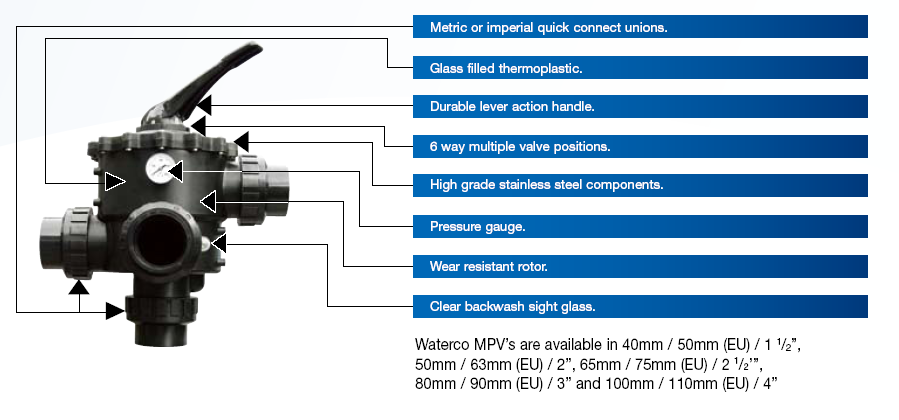 Metric or imperial quick connect unions.
Glass filled thermoplastic.
Durable lever action handle.
6 way multiple valve positions.
High grade stainless steel components.
Pressure gauge.
Wear resistant rotor.
Clear backwash sight glass.
Waterco MPV's are available in 40mm / 50mm (EU) / 1 1/2”,
50mm / 63mm (EU) / 2”, 65mm / 75mm (EU) / 2 1/2'”,
80mm / 90mm (EU) / 3” and 100mm / 110mm (EU) / 4”